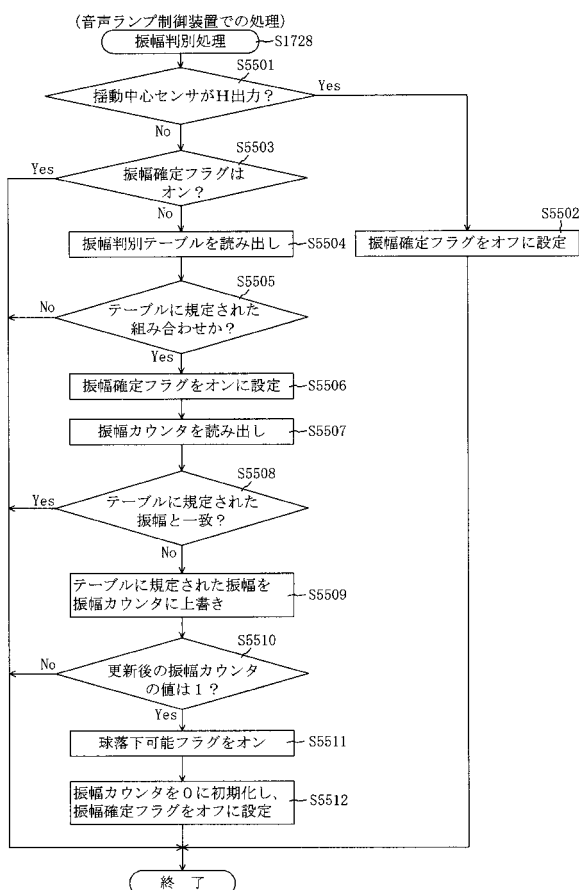 (音声ランプ制御装置での処理)
振幅判別処理
S1728
S5501
揺動中心センサがH出力？
Yes
No
S5503
Yes
振幅確定フラグは
オン？
No
S5502
振幅確定フラグをオフに設定
振幅判別テーブルを読み出し
S5504
S5505
No
テーブルに規定された
組み合わせか？
Yes
振幅確定フラグをオンに設定
S5506
振幅カウンタを読み出し
S5507
S5508
Yes
テーブルに規定された
振幅と一致？
No
テーブルに規定された振幅を
振幅カウンタに上書き
S5509
S5510
No
更新後の振幅カウンタ
の値は１？
Yes
球落下可能フラグをオン
S5511
振幅カウンタを０に初期化し、
振幅確定フラグをオフに設定
S5512
終 了